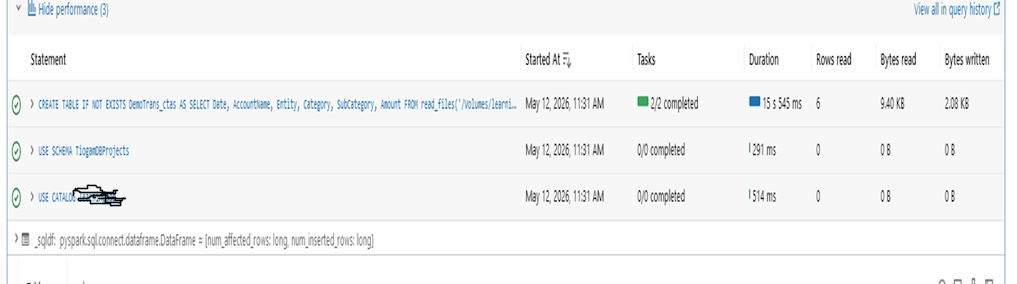 Hide performance (3) View all in query history
Statement Started At Tasks Duration Rows read Bytes read Bytes written
CREATE TABLE IF NOT EXISTS DemoTrans_ctas AS SELECT Date, AccountName, Entity, Category, SubCategory, Amount FROM read_files('/Volumes/learni... May 12, 2026, 11:31 AM 2/2 completed 15 s 545 ms 6 9.40 KB 2.08 KB
USE SCHEMA TiogamDBProjects May 12, 2026, 11:31 AM 0/0 completed 291 ms 0 0 B 0 B
USE CATALOG May 12, 2026, 11:31 AM 0/0 completed 514 ms 0 0 B 0 B
_sqldf: pyspark.sql.connect.dataframe.DataFrame = [num_affected_rows: long, num_inserted_rows: long]